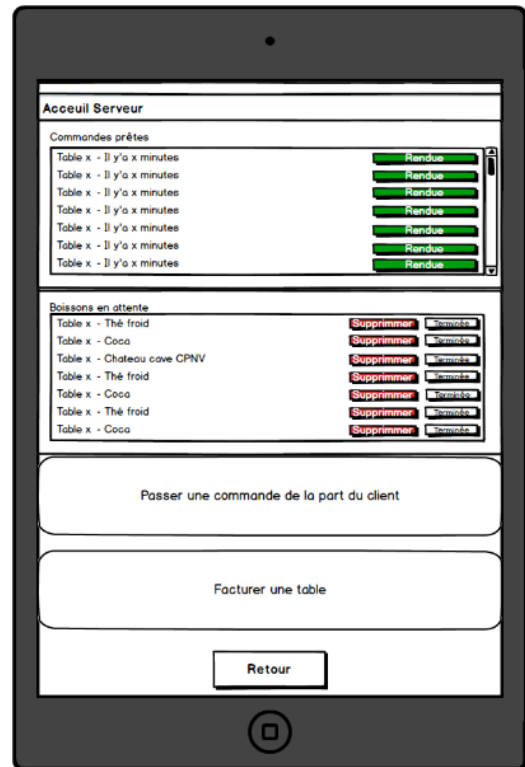 Acceuil Serveur
Commandes prêtes
Table x - Il y'a x minutes Rendue
Table x - Il y'a x minutes Rendue
Table x - Il y'a x minutes Rendue
Table x - Il y'a x minutes Rendue
Table x - Il y'a x minutes Rendue
Table x - Il y'a x minutes Rendue
Table x - Il y'a x minutes Rendue
Boissons en attente
Table x - Thé froid Supprimmer Terminée
Table x - Coca Supprimmer Terminée
Table x - Chateau cave CPNV Supprimmer Terminée
Table x - Thé froid Supprimmer Terminée
Table x - Coca Supprimmer Terminée
Table x - Thé froid Supprimmer Terminée
Table x - Coca Supprimmer Terminée
Passer une commande de la part du client
Facturer une table
Retour